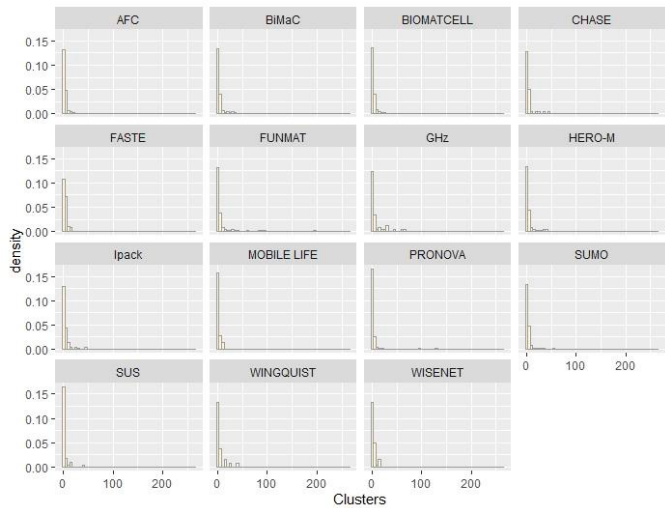 AFC BiMaC BIOMATCELL CHASE
0.15
0.10
0.05
0.00
FASTE FUNMAT GHz HERO-M
0.15
0.10
0.05
0.00
density
Ipack MOBILE LIFE PRONOVA SUMO
0.15
0.10
0.05
0.00
0 100 200
SUS WINGQUIST WISENET
0.15
0.10
0.05
0.00
0 100 200 0 100 200 0 100 200
Clusters